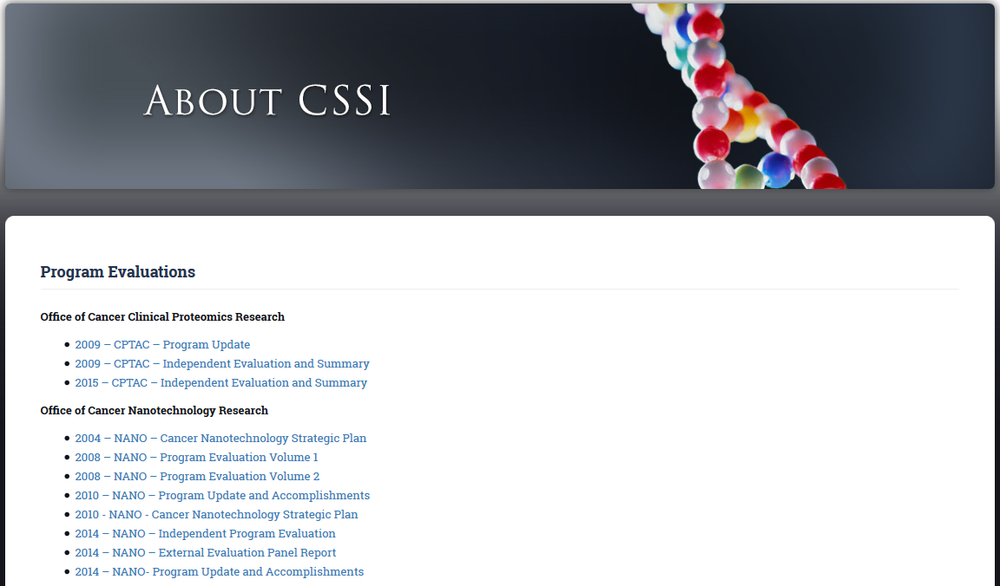 About CSSI
Program Evaluations
Office of Cancer Clinical Proteomics Research
2009 – CPTAC – Program Update
2009 – CPTAC – Independent Evaluation and Summary
2015 – CPTAC – Independent Evaluation and Summary
Office of Cancer Nanotechnology Research
2004 – NANO – Cancer Nanotechnology Strategic Plan
2008 – NANO – Program Evaluation Volume 1
2008 – NANO – Program Evaluation Volume 2
2010 – NANO – Program Update and Accomplishments
2010 - NANO - Cancer Nanotechnology Strategic Plan
2014 – NANO – Independent Program Evaluation
2014 – NANO – External Evaluation Panel Report
2014 – NANO- Program Update and Accomplishments